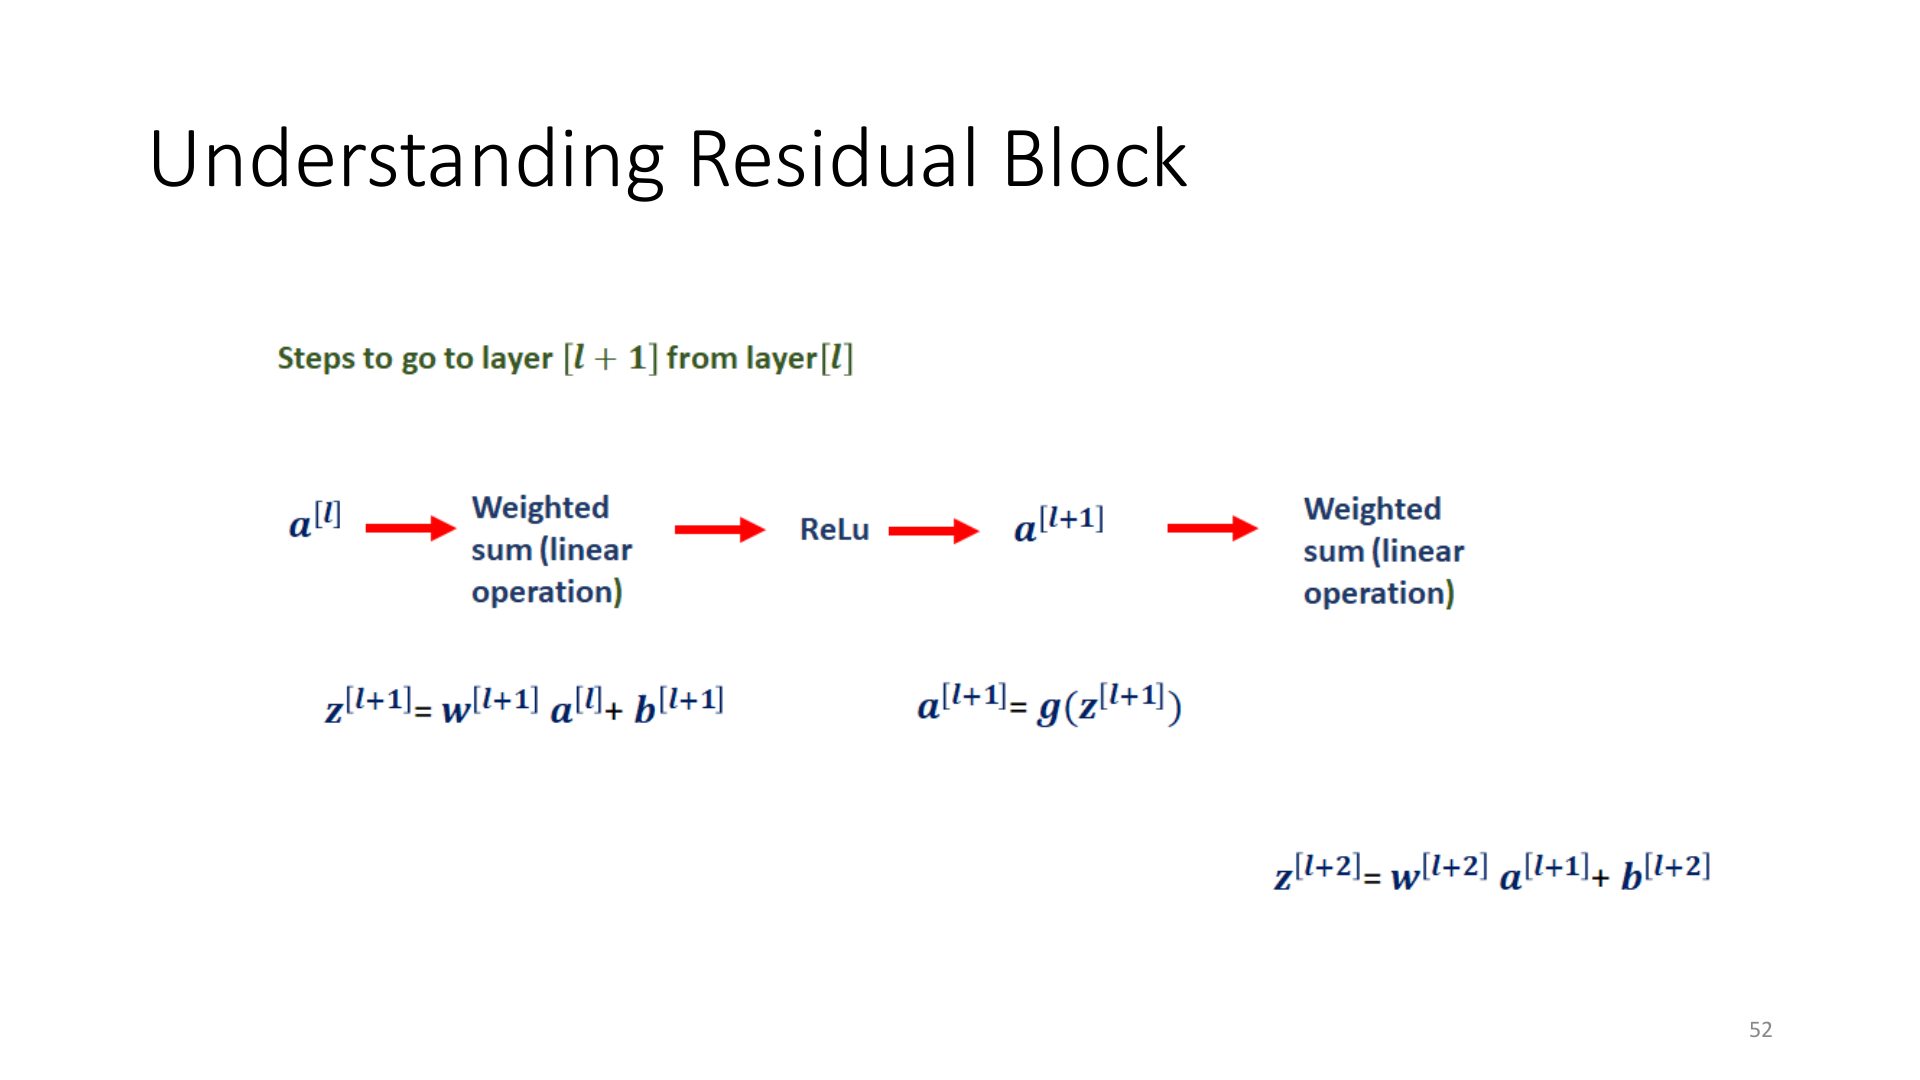 Understanding Residual Block
Steps to go to layer [l + 1] from layer[l]
a^[l]
Weighted
sum (linear
operation)
ReLu
a^[l+1]
Weighted
sum (linear
operation)
z^[l+1]= w^[l+1] a^[l]+ b^[l+1]
a^[l+1]= g(z^[l+1])
z^[l+2]= w^[l+2] a^[l+1]+ b^[l+2]
52